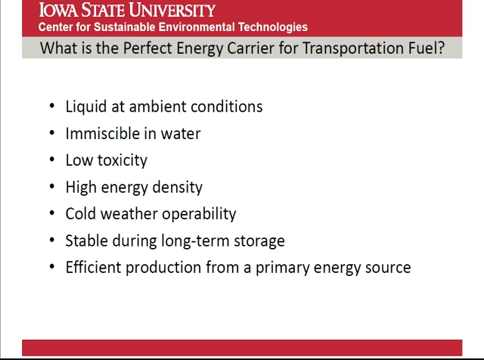 IOWA STATE UNIVERSITY
Center for Sustainable Environmental Technologies
What is the Perfect Energy Carrier for Transportation Fuel?
• Liquid at ambient conditions
• Immiscible in water
• Low toxicity
• High energy density
• Cold weather operability
• Stable during long-term storage
• Efficient production from a primary energy source